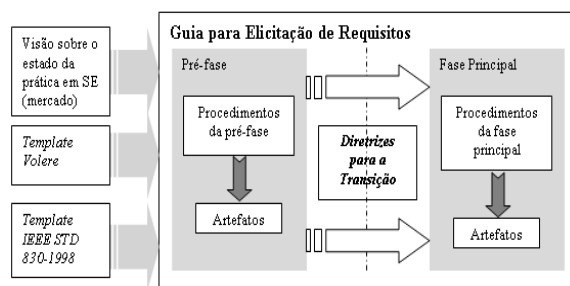 Visão sobre o
estado da
prática em SE
(mercado)
Template
Volere
Template
IEEE STD
830-1998
Guia para Elicitação de Requisitos
Pré-fase
Procedimentos
da pré-fase
Artefatos
Diretrizes
para a
Transição
Fase Principal
Procedimentos
da fase
principal
Artefatos